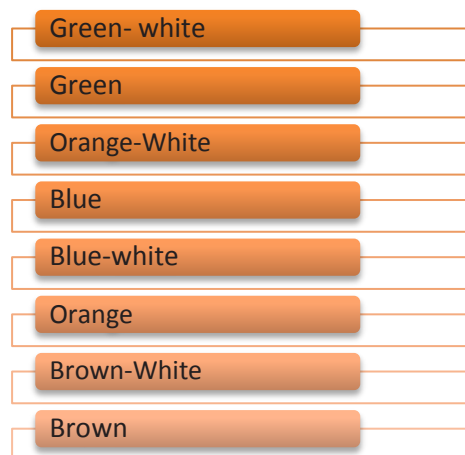 Green- white
Green
Orange-White
Blue
Blue-white
Orange
Brown-White
Brown